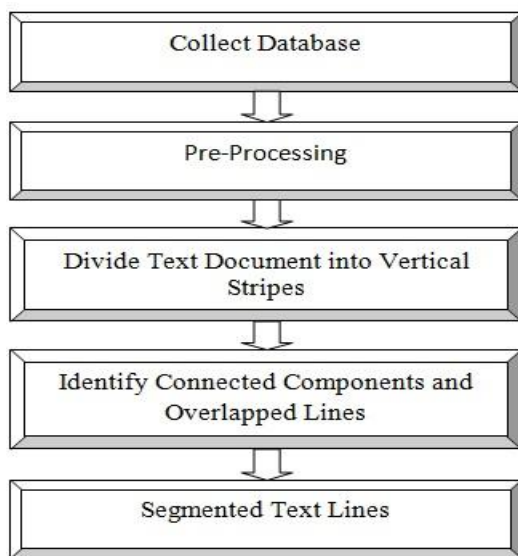 Collect Database
Pre-Processing
Divide Text Document into Vertical
Stripes
Identify Connected Components and
Overlapped Lines
Segmented Text Lines